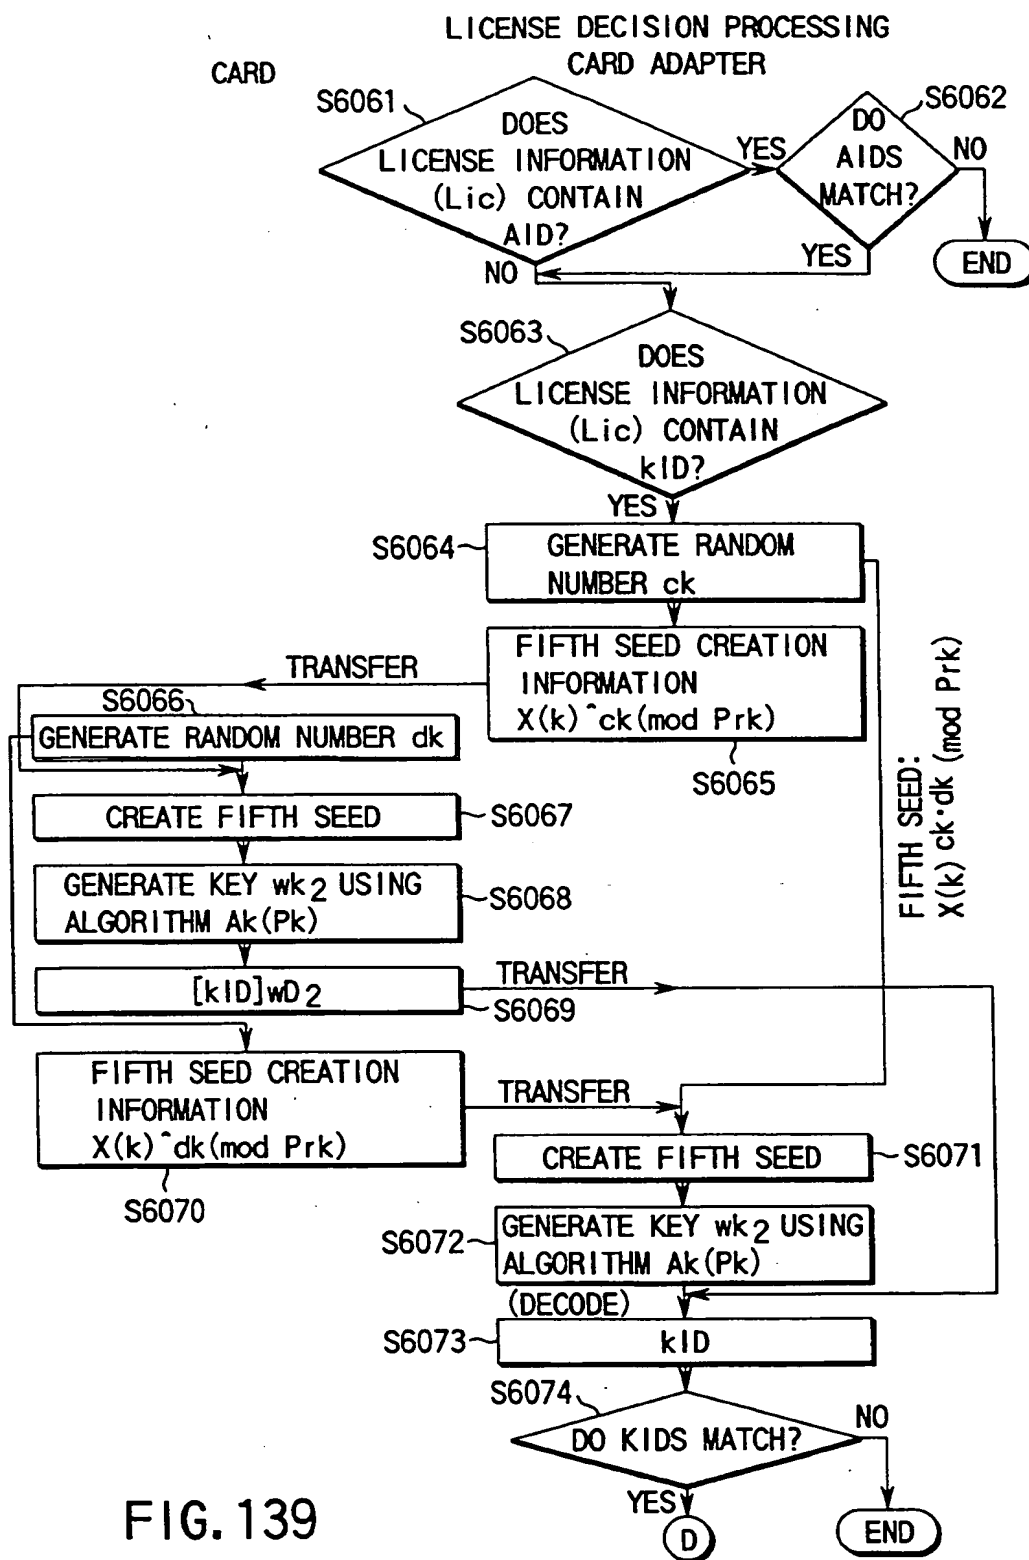 LICENSE DECISION PROCESSING
CARD
CARD ADAPTER
S6061
DOES
LICENSE INFORMATION
(Lic) CONTAIN
AID?
YES
NO
S6062
DO
AIDS
MATCH?
NO
YES
END
S6063
DOES
LICENSE INFORMATION
(Lic) CONTAIN
kID?
YES
S6064
GENERATE RANDOM
NUMBER ck
FIFTH SEED CREATION
INFORMATION
X(k)^ck(mod Prk)
S6065
TRANSFER
S6066
GENERATE RANDOM NUMBER dk
CREATE FIFTH SEED
S6067
GENERATE KEY wk2 USING
ALGORITHM Ak(Pk)
S6068
[kID]wD2
S6069
TRANSFER
FIFTH SEED:
X(k) ck·dk (mod Prk)
FIFTH SEED CREATION
INFORMATION
X(k)^dk(mod Prk)
S6070
TRANSFER
CREATE FIFTH SEED
S6071
S6072
GENERATE KEY wk2 USING
ALGORITHM Ak(Pk)
(DECODE)
S6073
kID
S6074
DO KIDS MATCH?
NO
YES
D
END
FIG.139